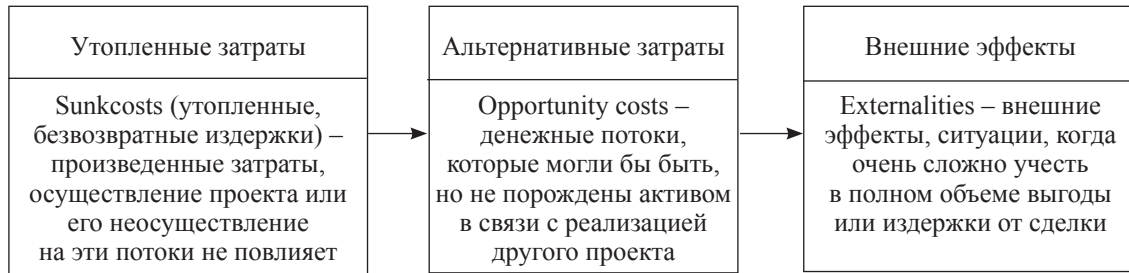 Утопленные затраты
Sunkcosts (утопленные,
безвозвратные издержки) –
произведенные затраты,
осуществление проекта или
его неосуществление
на эти потоки не повлияет
Альтернативные затраты
Opportunity costs –
денежные потоки,
которые могли бы быть,
но не порождены активом
в связи с реализацией
другого проекта
Внешние эффекты
Externalities – внешние
эффекты, ситуации, когда
очень сложно учесть
в полном объеме выгоды
или издержки от сделки